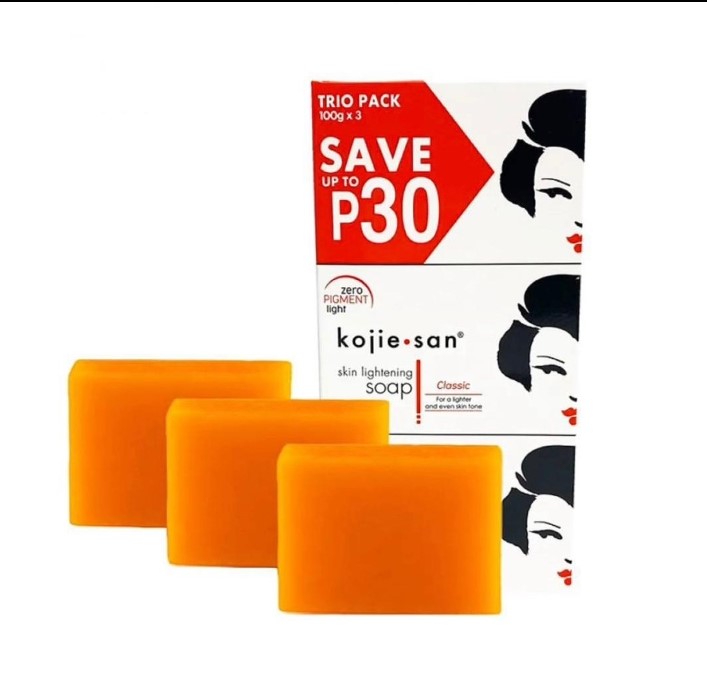 TRIO PACK
100g x 3
SAVE
UP TO
P30
zero
PIGMENT
light
kojie•san®
skin lightening
soap
Classic
For a lighter
and even skin tone